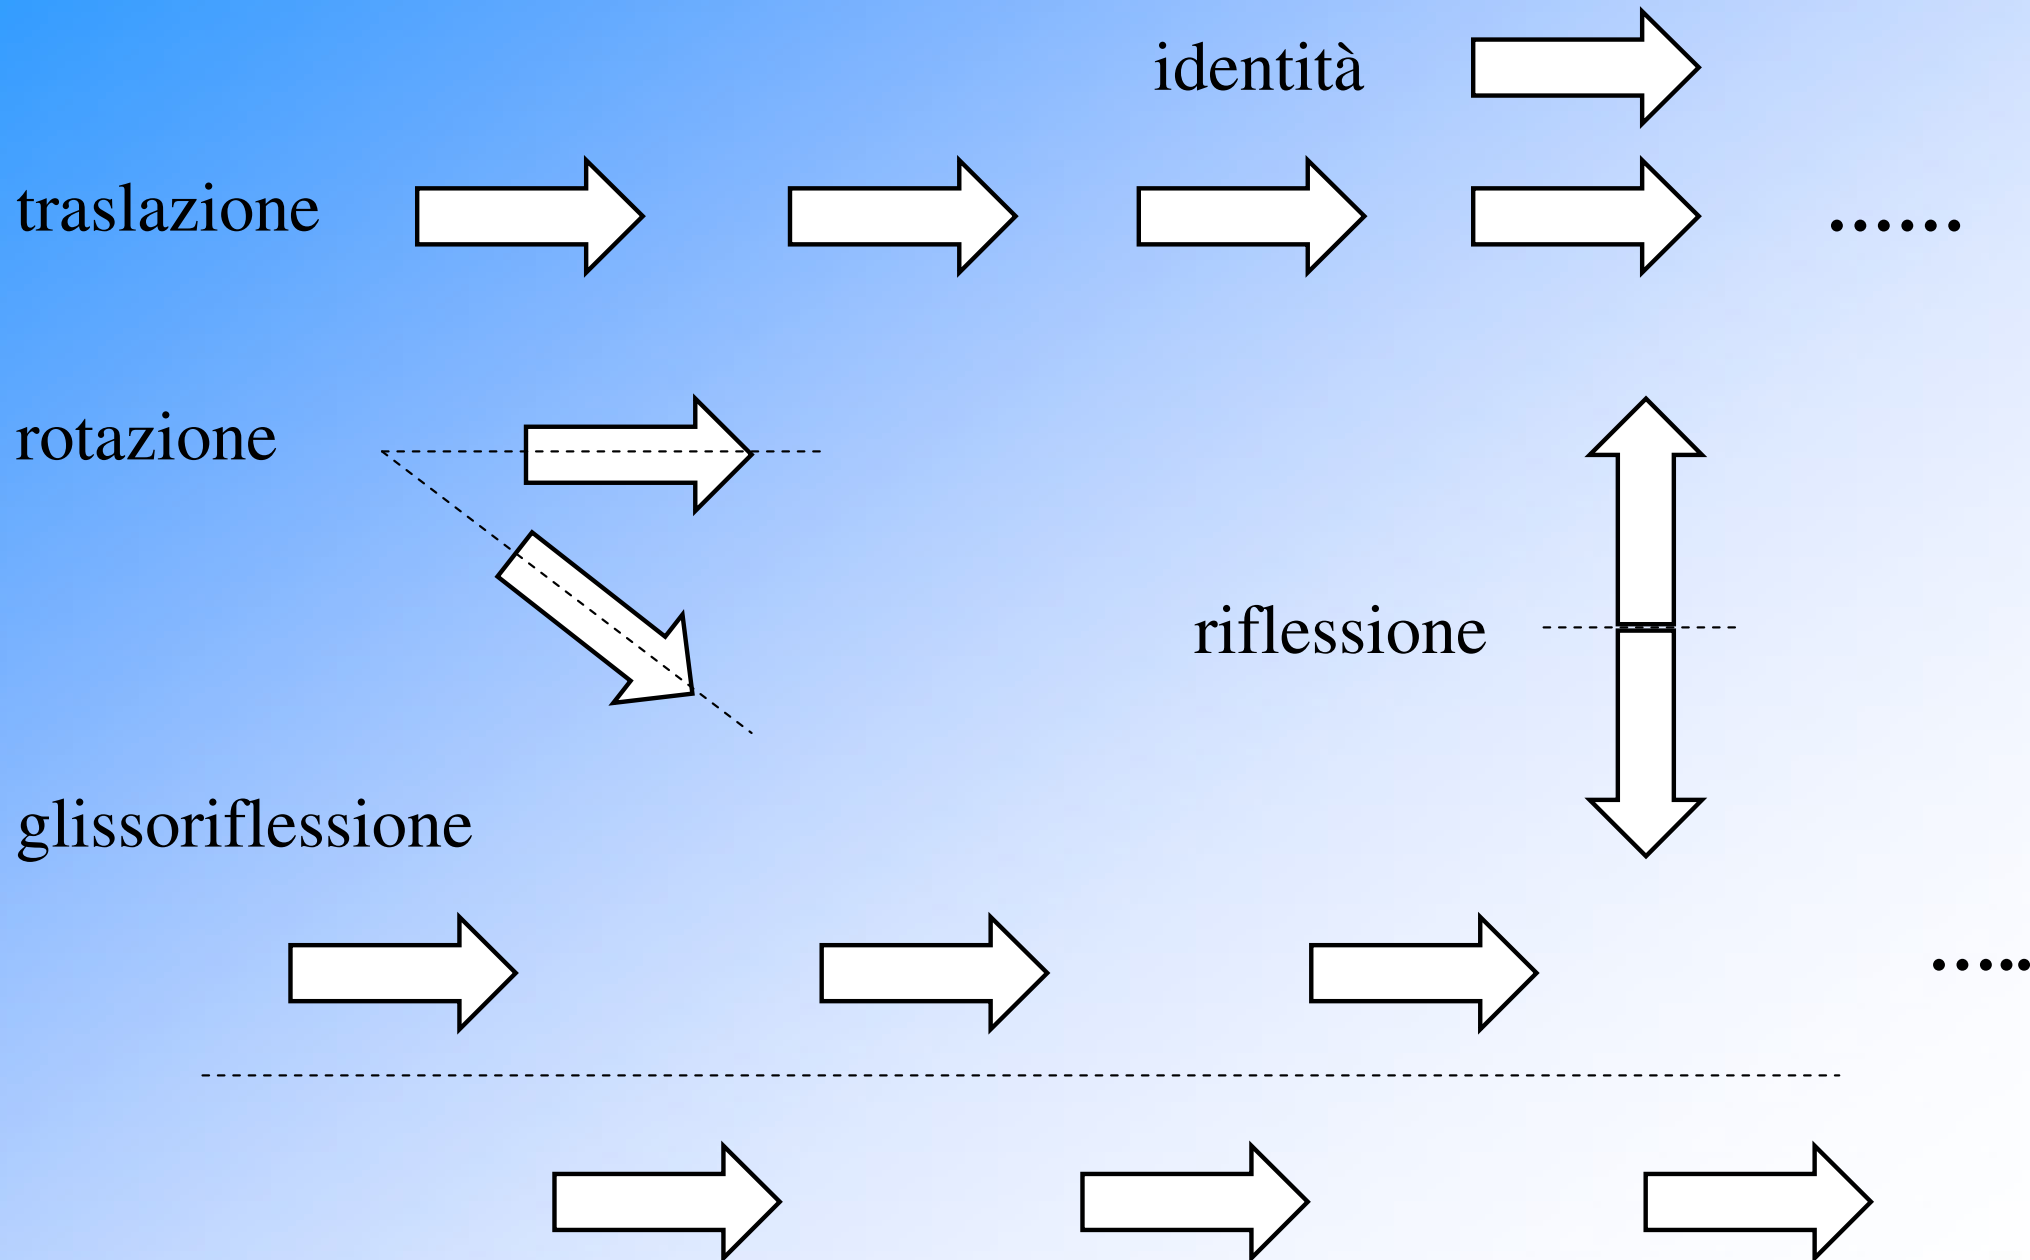 identità
traslazione ......
rotazione
riflessione
glissoriflessione
.....